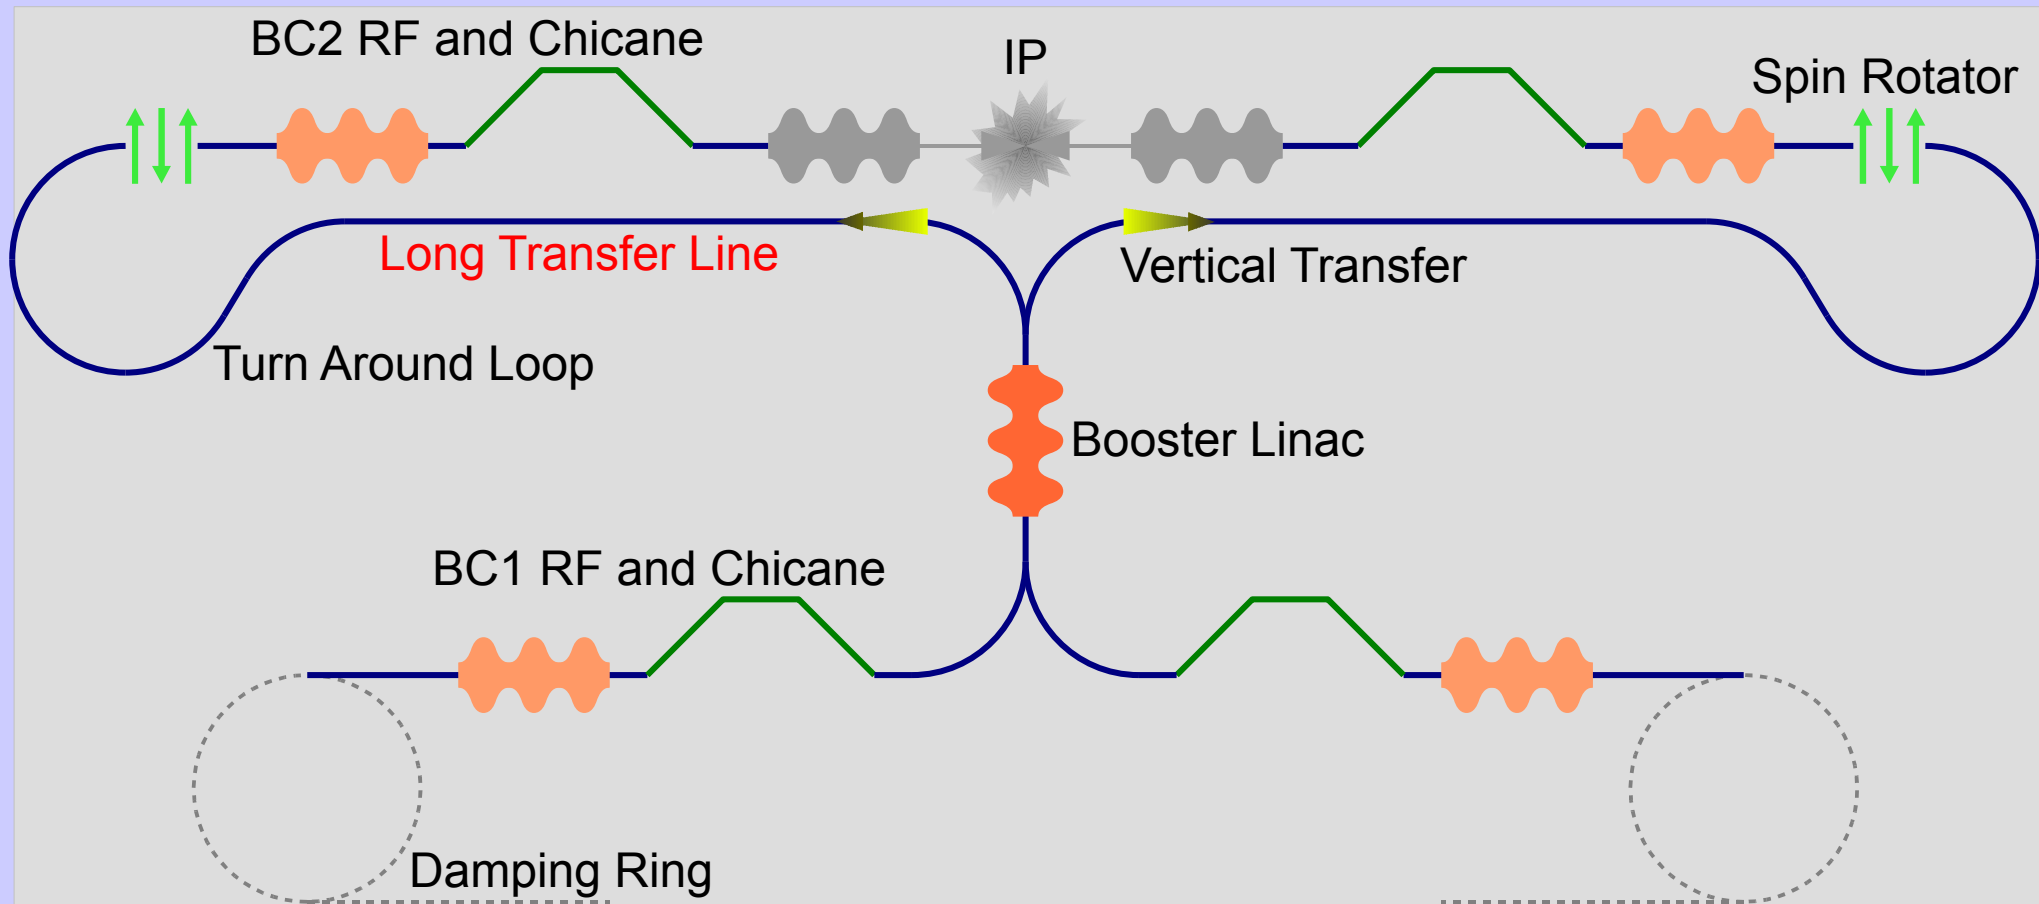 BC2 RF and Chicane
IP
Spin Rotator
Long Transfer Line
Vertical Transfer
Turn Around Loop
Booster Linac
BC1 RF and Chicane
Damping Ring